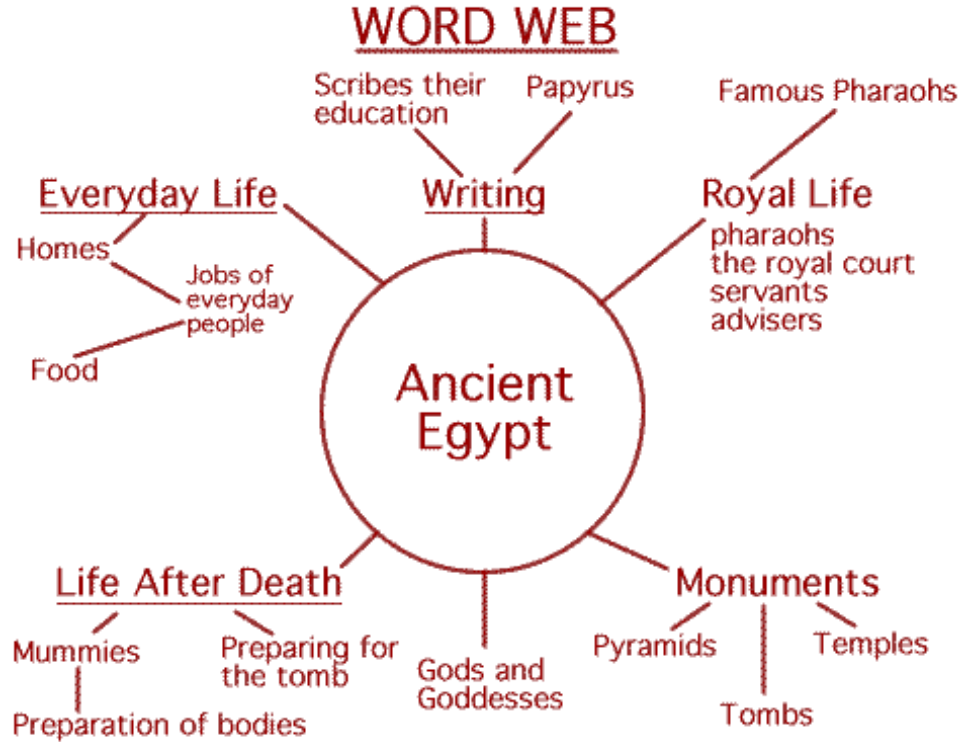 WORD WEB
Scribes their
education
Papyrus
Famous Pharaohs
Everyday Life
Writing
Royal Life
Homes
Jobs of
everyday
people
Food
pharaohs
the royal court
servants
advisers
Ancient
Egypt
Life After Death
Mummies
Preparing for
the tomb
Preparation of bodies
Gods and
Goddesses
Monuments
Pyramids
Temples
Tombs